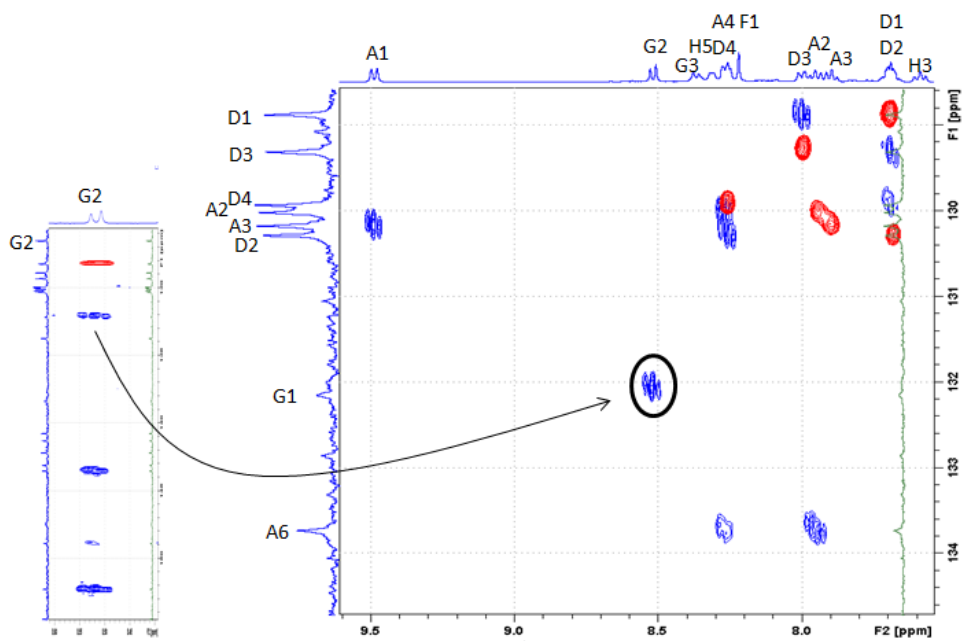 A4 F1
D1
G2
H5 D4
A2
D2
A1
G3
D3
A3
H3
D1
D3
D4
A2
A3
D2
G1
A6
G2
G2
F1 [ppm]
130
131
132
133
134
9.5
9.0
8.5
8.0
F2 [ppm]